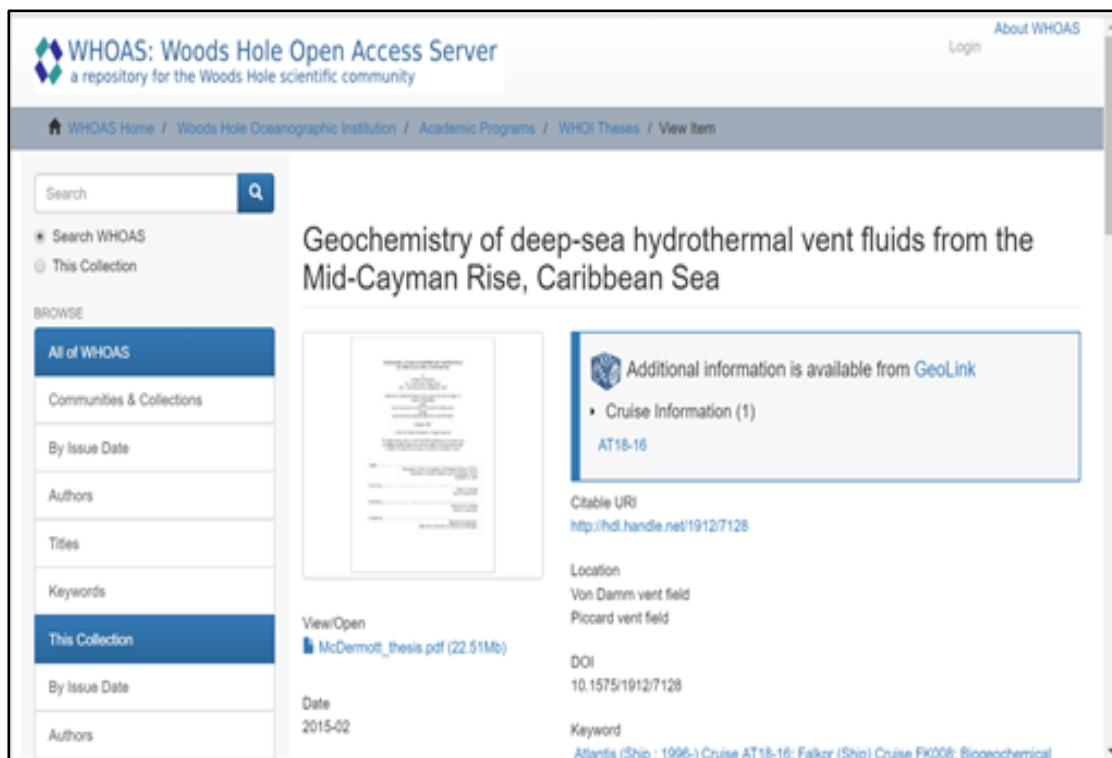 WHOAS: Woods Hole Open Access Server
a repository for the Woods Hole scientific community
About WHOAS
Login
WHOAS Home / Woods Hole Oceanographic Institution / Academic Programs / WHOI Theses / View Item
Search
Search WHOAS
This Collection
BROWSE
All of WHOAS
Communities & Collections
By Issue Date
Authors
Titles
Keywords
This Collection
By Issue Date
Authors
Geochemistry of deep-sea hydrothermal vent fluids from the
Mid-Cayman Rise, Caribbean Sea
View/Open
McDermott_thesis.pdf (22.51Mb)
Date
2015-02
Additional information is available from GeoLink
Cruise Information (1)
AT18-16
Citable URI
http://hdl.handle.net/1912/7128
Location
Von Damm vent field
Piccard vent field
DOI
10.1575/1912/7128
Keyword
Atlantis (Ship : 1996-) Cruise AT18-16; Falkor (Ship) Cruise FK008; Biogeochemical